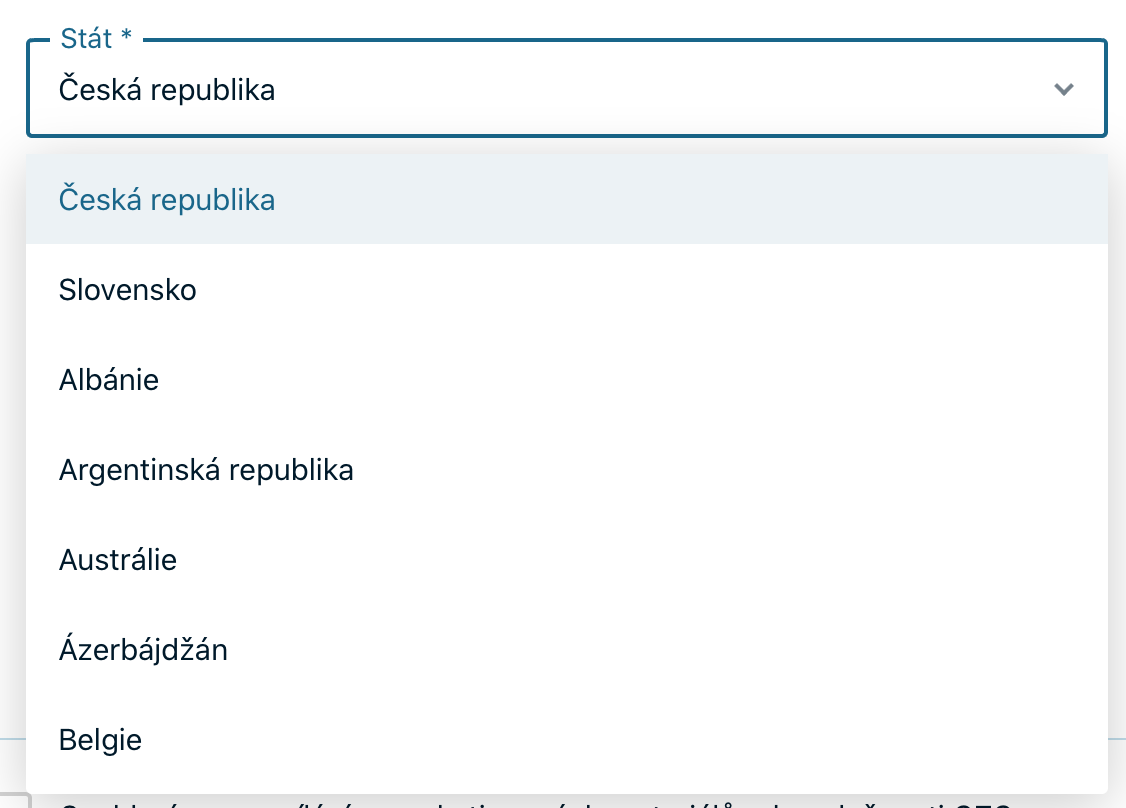 Stát *
Česká republika
Česká republika
Slovensko
Albánie
Argentinská republika
Austrálie
Ázerbájdžán
Belgie